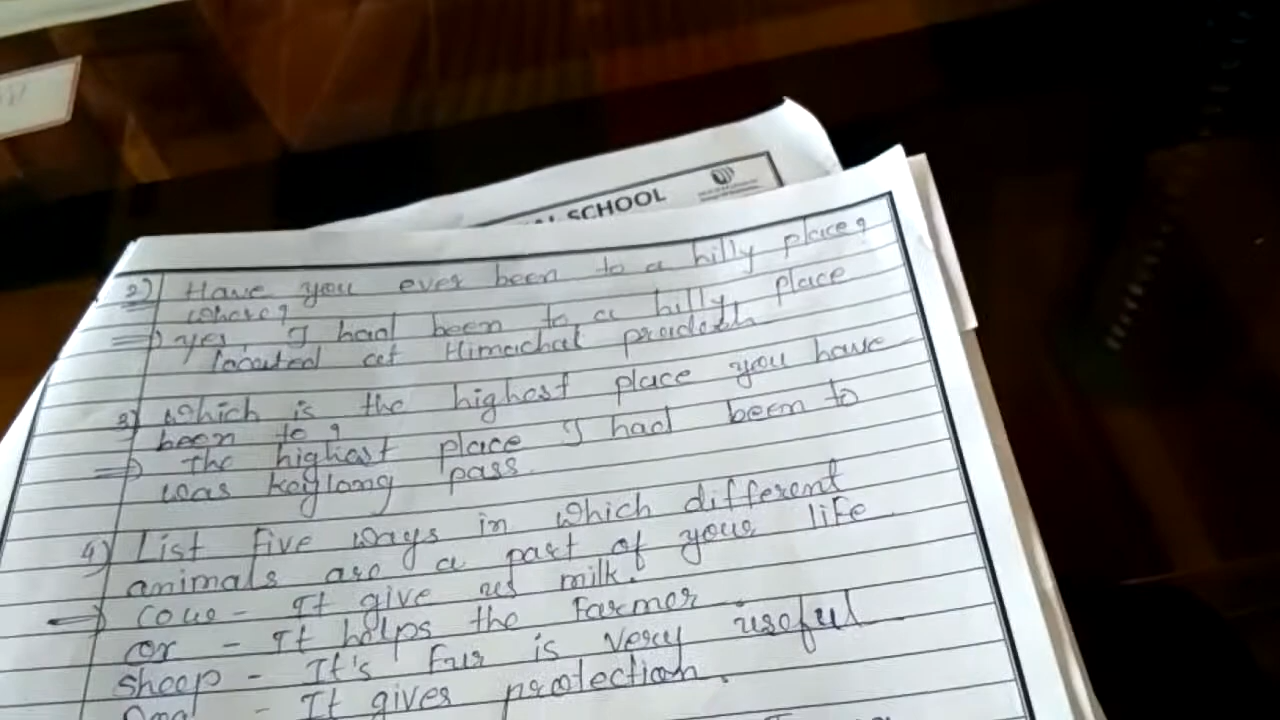 SCHOOL
2) Have you ever been to a hilly place?
where?
=> yes, I had been to a hilly place
located at Himachal pradesh
3) Which is the highest place you have
been to?
=> the highest place I had been to
was keylong pass.
4) List five ways in which different
animals are a part of your life
=> cow - It give us milk.
ox - It helps the farmer.
sheep - It's fur is very useful
- It gives protection.